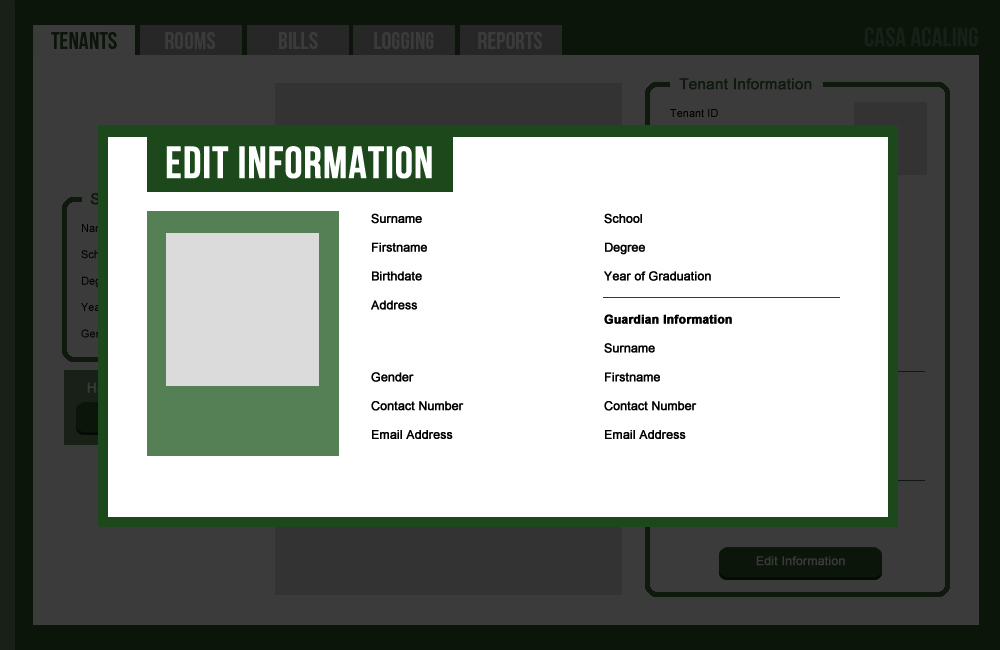 TENANTS ROOMS BILLS LOGGING REPORTS CASA ACALING
Tenant Information
Tenant ID
EDIT INFORMATION
Surname
Firstname
Birthdate
Address
Gender
Contact Number
Email Address
School
Degree
Year of Graduation
Guardian Information
Surname
Firstname
Contact Number
Email Address
Edit Information